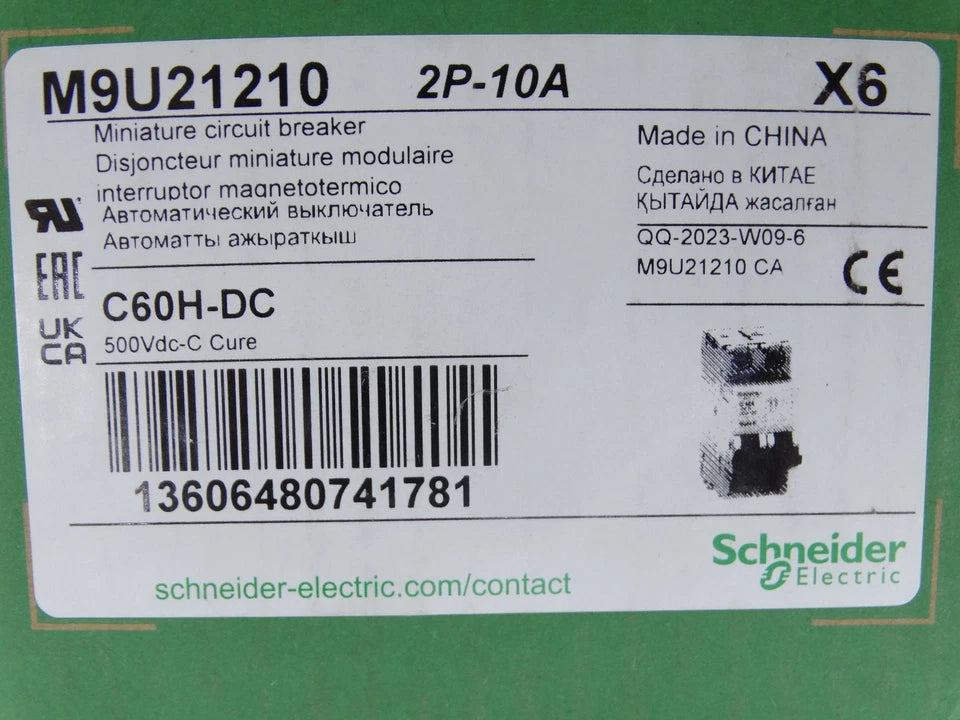 M9U21210 2P-10A X6
Miniature circuit breaker
Disjoncteur miniature modulaire
interruptor magnetotermico
Автоматический выключатель
Автоматты ажыраткыш
Made in CHINA
Сделано в КИТАЕ
ҚЫТАЙДА жасалған
QQ-2023-W09-6
M9U21210 CA
CE
RU
EAC
UK
CA
C60H-DC
500Vdc-C Cure
13606480741781
Schneider
Electric
schneider-electric.com/contact